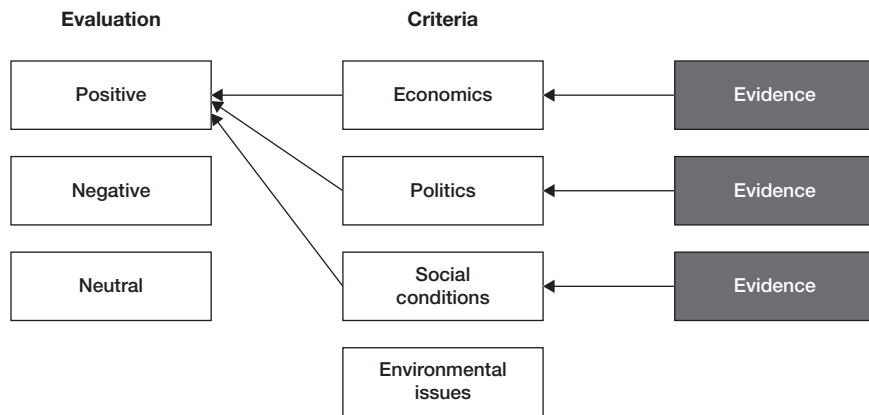 Evaluation
Criteria
Positive
Economics
Evidence
Negative
Politics
Evidence
Neutral
Social
conditions
Evidence
Environmental
issues